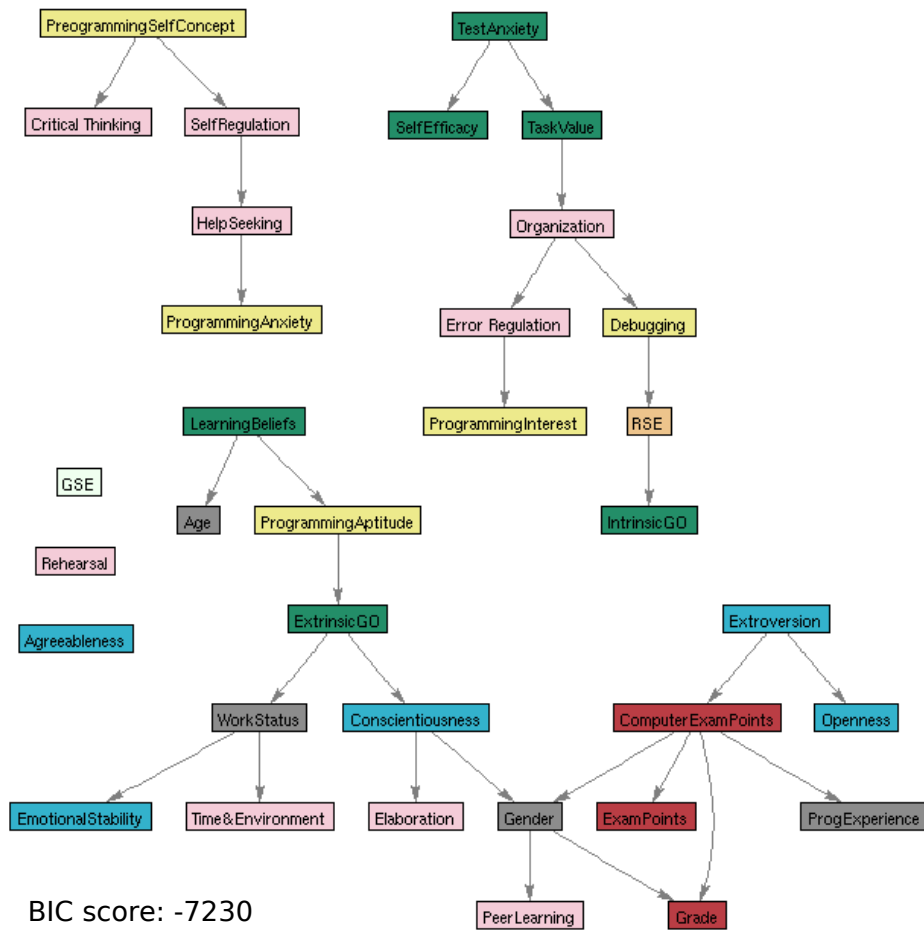 PreogrammingSelfConcept
TestAnxiety
Critical Thinking
SelfRegulation
SelfEfficacy
TaskValue
HelpSeeking
Organization
ProgrammingAnxiety
Error Regulation
Debugging
LearningBeliefs
ProgrammingInterest
RSE
GSE
Age
ProgrammingAptitude
IntrinsicGO
Rehearsal
ExtrinsicGO
Extroversion
Agreeableness
WorkStatus
Conscientiousness
ComputerExamPoints
Openness
EmotionalStability
Time&Environment
Elaboration
Gender
ExamPoints
ProgExperience
BIC score: -7230
PeerLearning
Grade